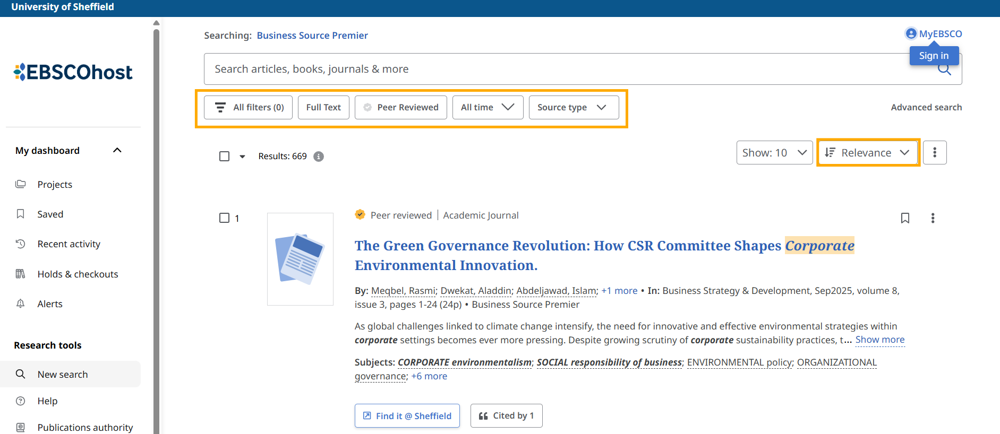 University of Sheffield
Searching: Business Source Premier
MyEBSCO
Sign in
EBSCOhost
Search articles, books, journals & more
All filters (0)
Full Text
Peer Reviewed
All time
Source type
Advanced search
My dashboard
Results: 669
Show: 10
Relevance
Projects
Saved
Recent activity
Holds & checkouts
Alerts
Research tools
New search
Help
Publications authority
1
Peer reviewed | Academic Journal
The Green Governance Revolution: How CSR Committee Shapes Corporate
Environmental Innovation.
By: Meqbel, Rasmi; Dwekat, Aladdin; Abdeljawad, Islam; +1 more • In: Business Strategy & Development, Sep2025, volume 8,
issue 3, pages 1-24 (24p) • Business Source Premier
As global challenges linked to climate change intensify, the need for innovative and effective environmental strategies within
corporate settings becomes ever more pressing. Despite growing scrutiny of corporate sustainability practices, t... Show more
Subjects: CORPORATE environmentalism; SOCIAL responsibility of business; ENVIRONMENTAL policy; ORGANIZATIONAL
governance; +6 more
Find it @ Sheffield
Cited by 1